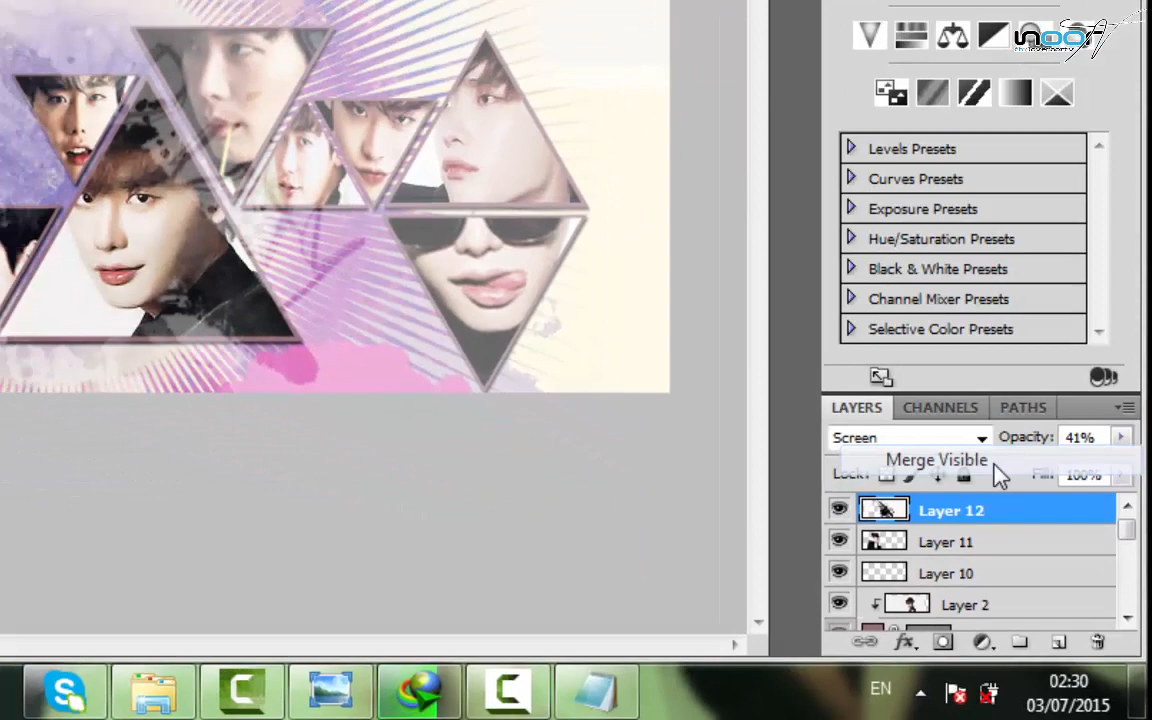 Levels Presets
Curves Presets
Exposure Presets
Hue/Saturation Presets
Black & White Presets
Channel Mixer Presets
Selective Color Presets
LAYERS CHANNELS PATHS
Screen Opacity: 41%
Merge Visible
Lock: Fill: 100%
Layer 12
Layer 11
Layer 10
Layer 2
EN
02:30
03/07/2015